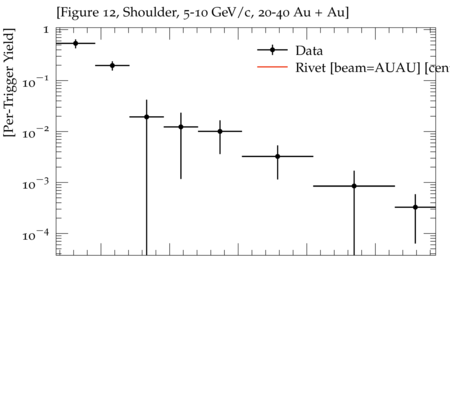 [Figure 12, Shoulder, 5-10 GeV/c, 20-40 Au + Au]
[Per-Trigger Yield]
1
10−1
10−2
10−3
10−4
Data
Rivet [beam=AUAU] [cen